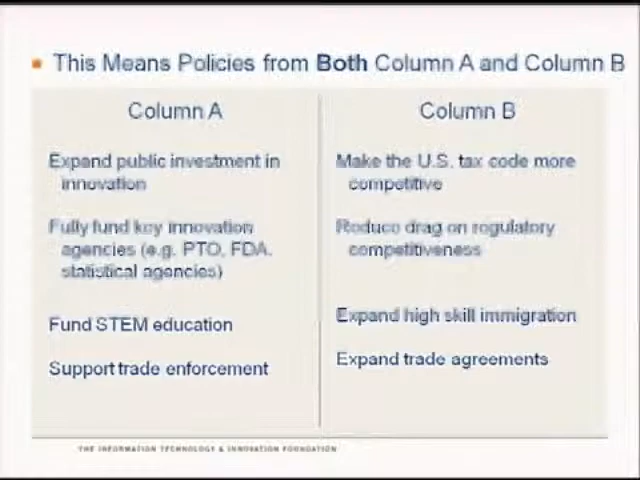 This Means Policies from Both Column A and Column B
Column A
Expand public investment in
innovation
Fully fund key innovation
agencies (e.g. PTO, FDA,
statistical agencies)
Fund STEM education
Support trade enforcement
Column B
Make the U.S. tax code more
competitive
Reduce drag on regulatory
competitiveness
Expand high skill immigration
Expand trade agreements
THE INFORMATION TECHNOLOGY & INNOVATION FOUNDATION